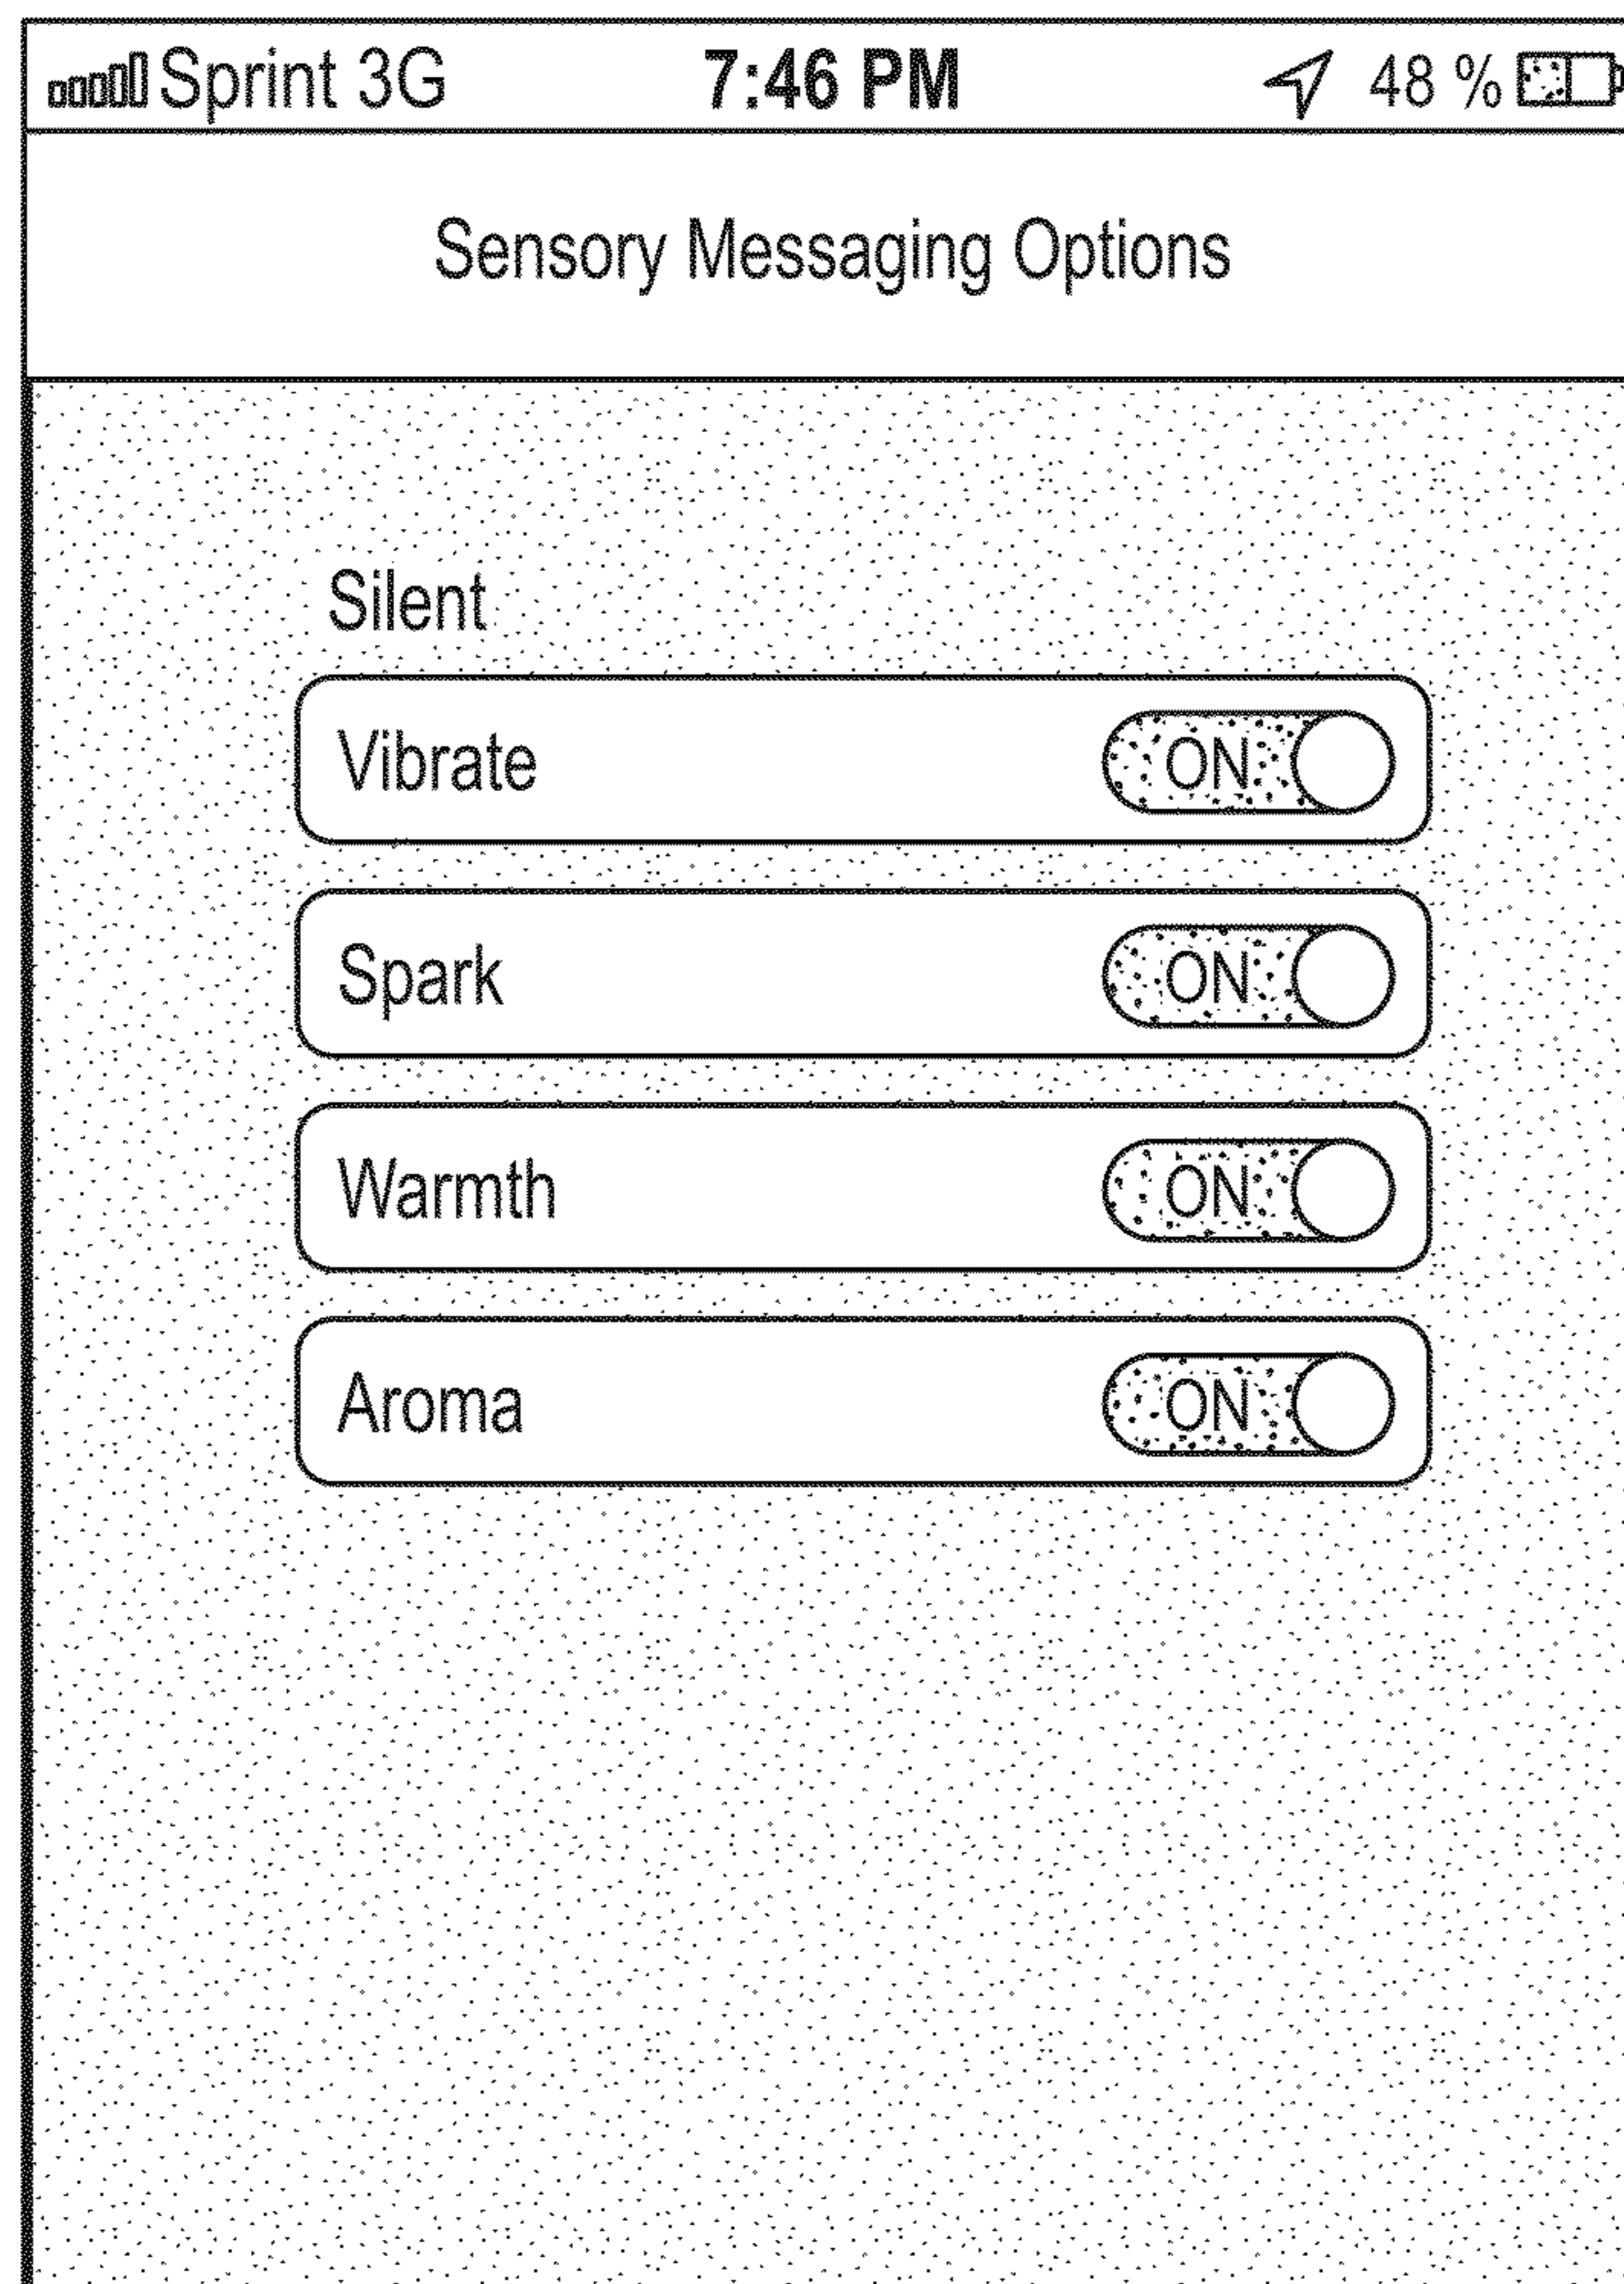 Sprint 3G 7:46 PM 48 %
Sensory Messaging Options
Silent
Vibrate ON
Spark ON
Warmth ON
Aroma ON